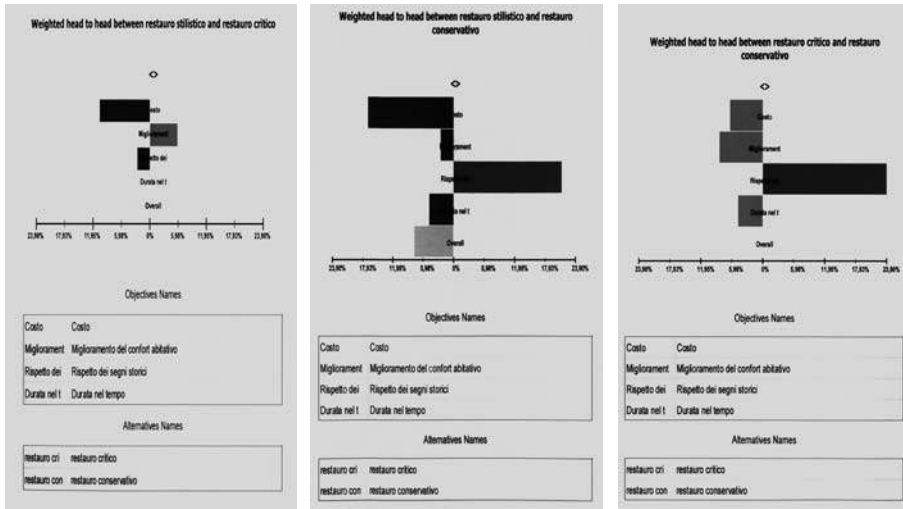 Weighted head to head between restauro stilistico and restauro critico
<>
Migliorament
Durata nel t
Overall
23,90% 17,93% 11,95% 5,98% 0% 5,98% 11,95% 17,93% 23,90%
Objectives Names
Costo Costo
Migliorament Miglioramento del confort abitativo
Rispetto dei Rispetto dei segni storici
Durata nel t Durata nel tempo
Alternatives Names
restauro cri restauro critico
restauro con restauro conservativo
Weighted head to head between restauro stilistico and restauro
conservativo
<>
Overall
23,90% 17,93% 11,95% 5,98% 0% 5,98% 11,95% 17,93% 23,90%
Objectives Names
Costo Costo
Migliorament Miglioramento del confort abitativo
Rispetto dei Rispetto dei segni storici
Durata nel t Durata nel tempo
Alternatives Names
restauro cri restauro critico
restauro con restauro conservativo
Weighted head to head between restauro critico and restauro
conservativo
<>
Costo
Migliorament
Durata nel t
Overall
23,90% 17,93% 11,95% 5,98% 0% 5,98% 11,95% 17,93% 23,90%
Objectives Names
Costo Costo
Migliorament Miglioramento del confort abitativo
Rispetto dei Rispetto dei segni storici
Durata nel t Durata nel tempo
Alternatives Names
restauro cri restauro critico
restauro con restauro conservativo